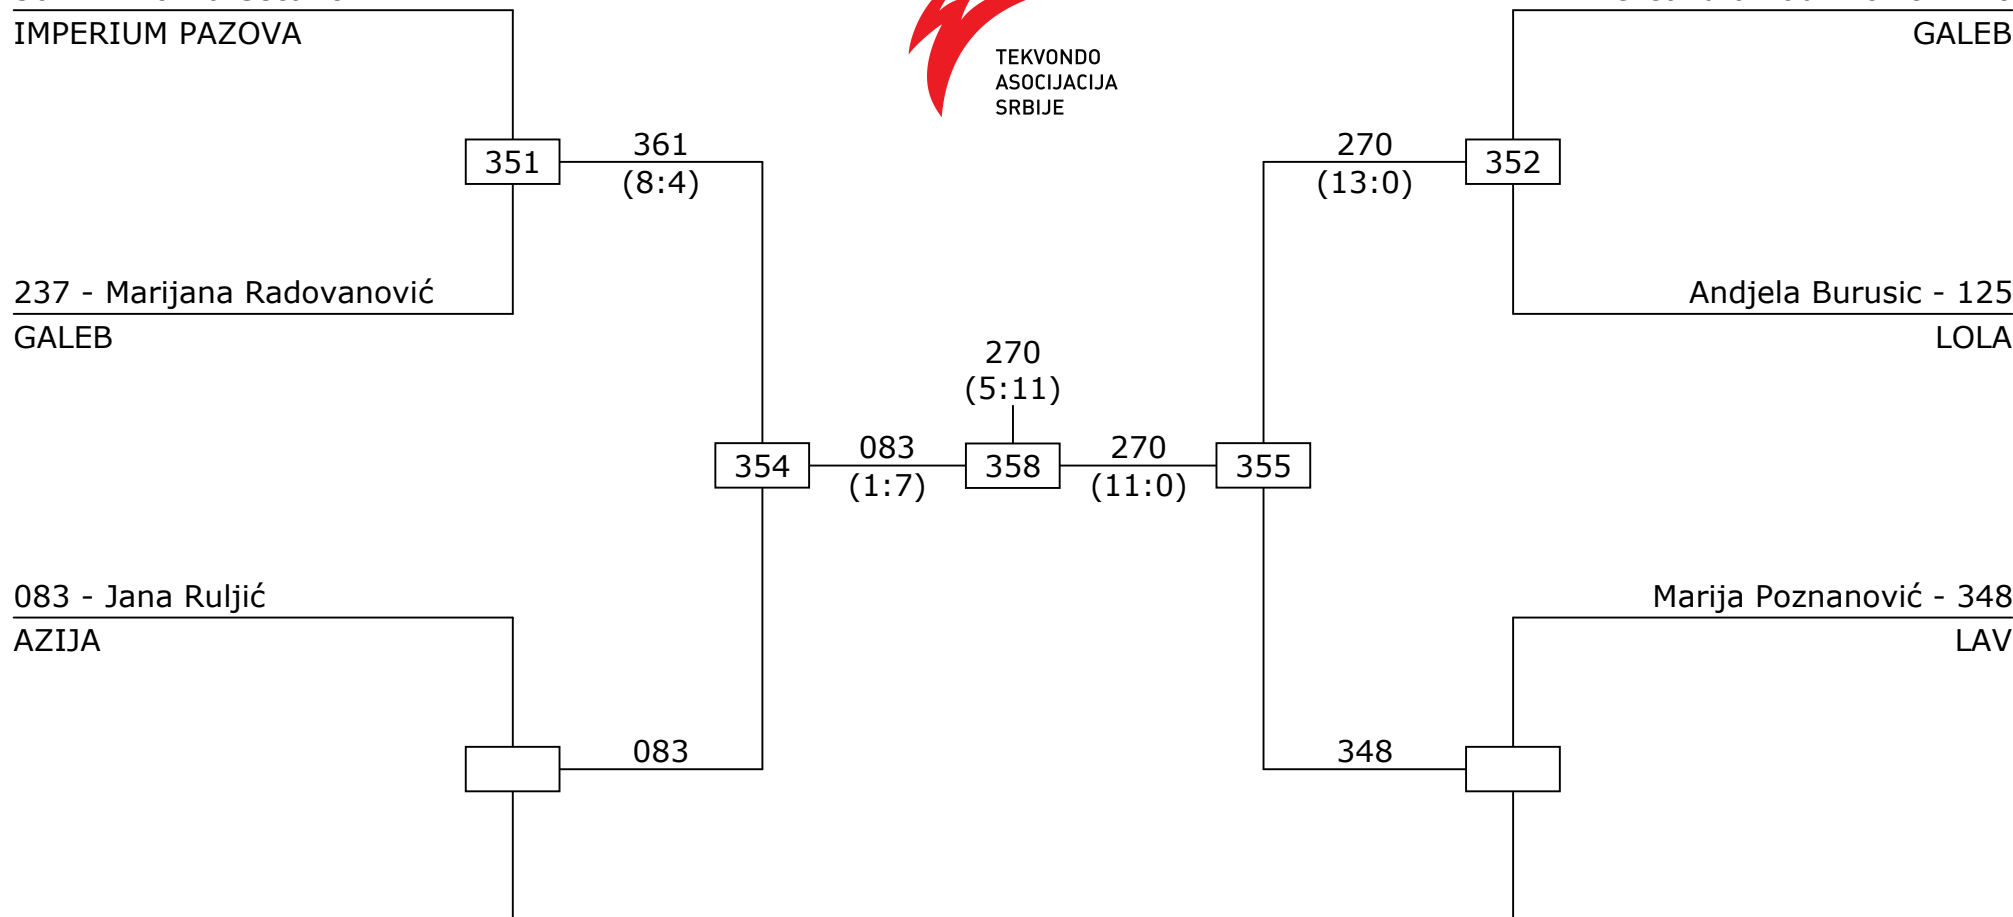 IMPERIUM PAZOVA
GALEB
TEKVONDO
ASOCIJACIJA
SRBIJE
361
270
351
352
(8:4)
(13:0)
237 - Marijana Radovanović
Andjela Burusic - 125
GALEB
LOLA
270
(5:11)
354
083
358
270
355
(1:7)
(11:0)
083 - Jana Ruljić
Marija Poznanović - 348
AZIJA
LAV
083
348